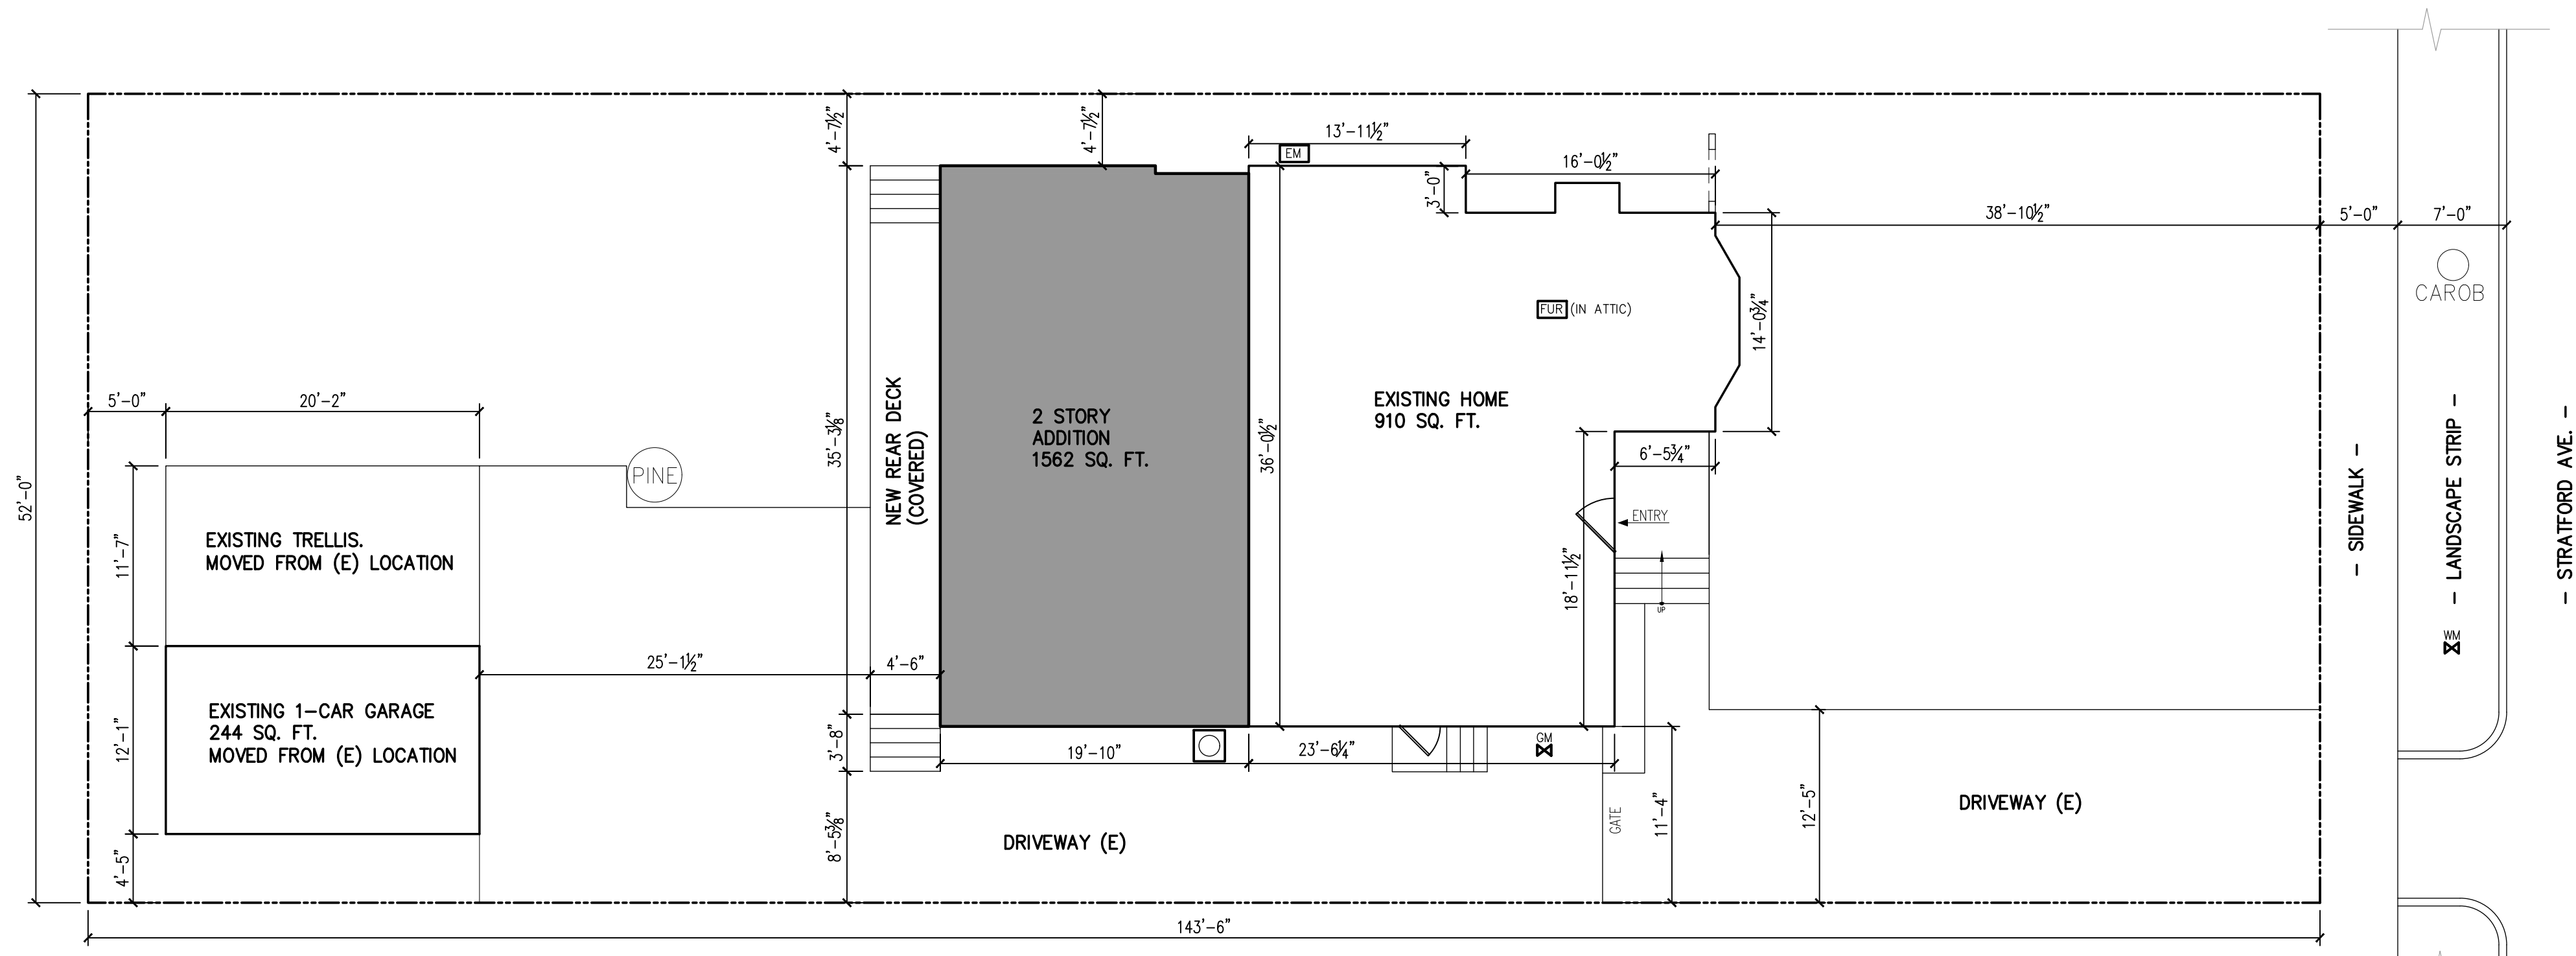 4'-7½"
4'-7½"
13'-11½"
EM
16'-0½"
3'-0"
38'-10½"
5'-0"
7'-0"
CAROB
FUR (IN ATTIC)
14'-0¾"
5'-0"
20'-2"
52'-0"
35'-3⅛"
NEW REAR DECK
(COVERED)
2 STORY
ADDITION
1562 SQ. FT.
36'-0½"
EXISTING HOME
910 SQ. FT.
6'-5¾"
PINE
ENTRY
UP
18'-11½"
- SIDEWALK -
- LANDSCAPE STRIP -
- STRATFORD AVE. -
WM
11'-7"
EXISTING TRELLIS.
MOVED FROM (E) LOCATION
25'-1½"
4'-6"
12'-1"
EXISTING 1-CAR GARAGE
244 SQ. FT.
MOVED FROM (E) LOCATION
3'-8"
19'-10"
23'-6¼"
GM
4'-5"
8'-5⅜"
DRIVEWAY (E)
GATE
11'-4"
12'-5"
DRIVEWAY (E)
143'-6"